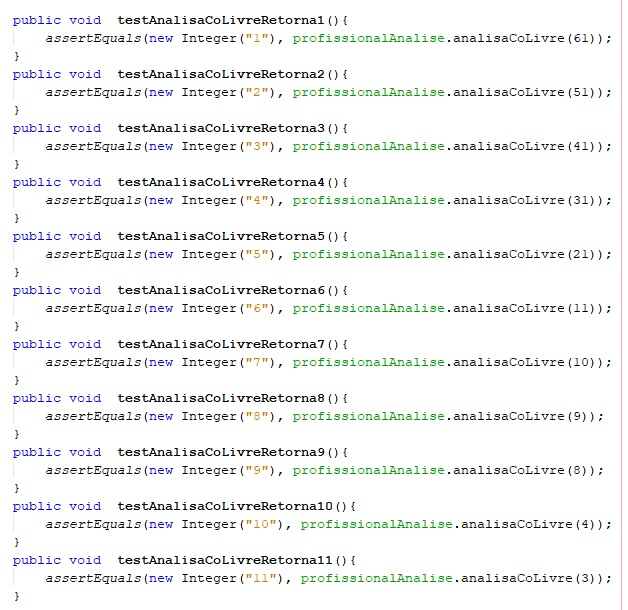 public void  testAnalisaCoLivreRetorna1(){
    assertEquals(new Integer("1"), profissionalAnalise.analisaCoLivre(61));
}
public void  testAnalisaCoLivreRetorna2(){
    assertEquals(new Integer("2"), profissionalAnalise.analisaCoLivre(51));
}
public void  testAnalisaCoLivreRetorna3(){
    assertEquals(new Integer("3"), profissionalAnalise.analisaCoLivre(41));
}
public void  testAnalisaCoLivreRetorna4(){
    assertEquals(new Integer("4"), profissionalAnalise.analisaCoLivre(31));
}
public void  testAnalisaCoLivreRetorna5(){
    assertEquals(new Integer("5"), profissionalAnalise.analisaCoLivre(21));
}
public void  testAnalisaCoLivreRetorna6(){
    assertEquals(new Integer("6"), profissionalAnalise.analisaCoLivre(11));
}
public void  testAnalisaCoLivreRetorna7(){
    assertEquals(new Integer("7"), profissionalAnalise.analisaCoLivre(10));
}
public void  testAnalisaCoLivreRetorna8(){
    assertEquals(new Integer("8"), profissionalAnalise.analisaCoLivre(9));
}
public void  testAnalisaCoLivreRetorna9(){
    assertEquals(new Integer("9"), profissionalAnalise.analisaCoLivre(8));
}
public void  testAnalisaCoLivreRetorna10(){
    assertEquals(new Integer("10"), profissionalAnalise.analisaCoLivre(4));
}
public void  testAnalisaCoLivreRetorna11(){
    assertEquals(new Integer("11"), profissionalAnalise.analisaCoLivre(3));
}